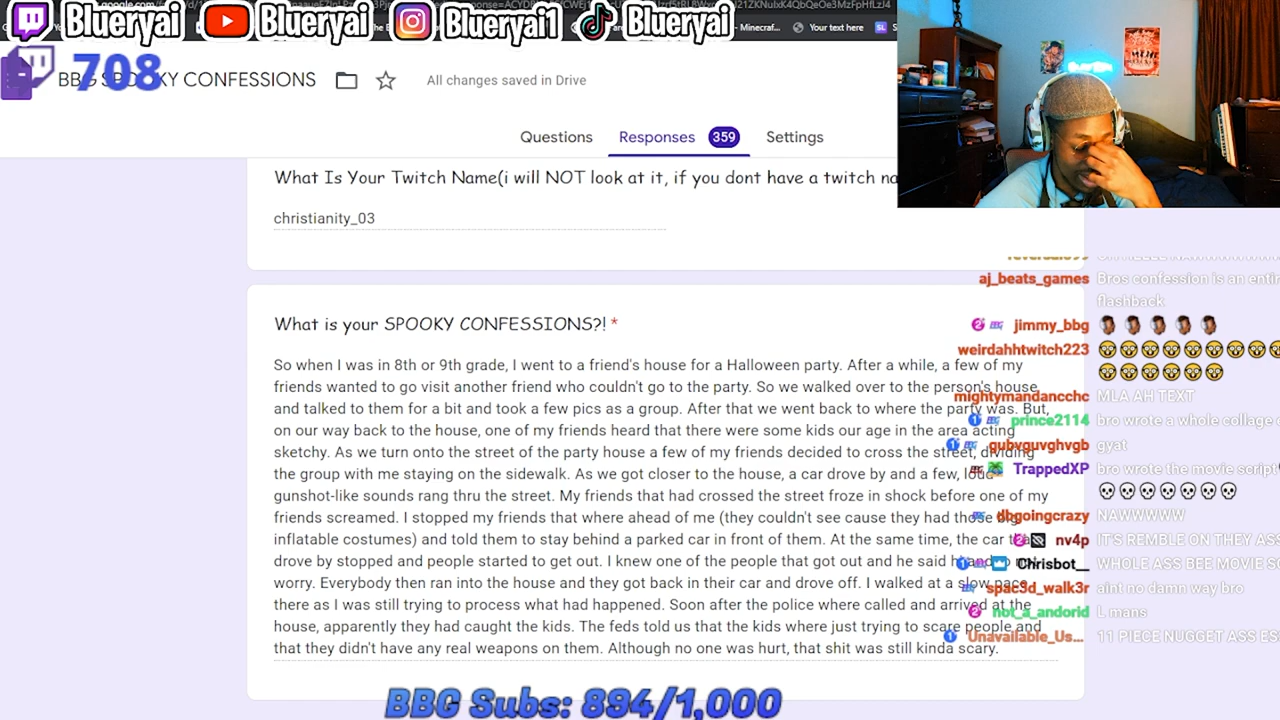 Blueryai Blueryai Blueryai1 Blueryai
Minecraf... Your text here SL
708
BBG SPOOKY CONFESSIONS
All changes saved in Drive
Questions Responses 359 Settings
What Is Your Twitch Name(i will NOT look at it, if you dont have a twitch na
christianity_03
What is your SPOOKY CONFESSIONS?! *
So when I was in 8th or 9th grade, I went to a friend's house for a Halloween party. After a while, a few of my
friends wanted to go visit another friend who couldn't go to the party. So we walked over to the person's house
and talked to them for a bit and took a few pics as a group. After that we went back to where the party was. But,
on our way back to the house, one of my friends heard that there were some kids our age in the area acting
sketchy. As we turn onto the street of the party house a few of my friends decided to cross the street, dividing
the group with me staying on the sidewalk. As we got closer to the house, a car drove by and a few, loud
gunshot-like sounds rang thru the street. My friends that had crossed the street froze in shock before one of my
friends screamed. I stopped my friends that where ahead of me (they couldn't see cause they had those big
inflatable costumes) and told them to stay behind a parked car in front of them. At the same time, the car that
drove by stopped and people started to get out. I knew one of the people that got out and he said
worry. Everybody then ran into the house and they got back in their car and drove off. I walked at a slow pace
there as I was still trying to process what had happened. Soon after the police where called and arrived at the
house, apparently they had caught the kids. The feds told us that the kids where just trying to scare people and
that they didn't have any real weapons on them. Although no one was hurt, that shit was still kinda scary.
aj_beats_games Bros confession is an entir
flashback
jimmy_bbg
weirdahhtwitch223
mightymandancchc MLA AH TEXT
prince2114 bro wrote a whole collage
gubvguvghvgb gyat
TrappedXP bro wrote the movie script
dbgoingcrazy NAWWWWW
nv4p IT'S REMBLE ON THEY ASS
Chrisbot__ WHOLE ASS BEE MOVIE SC
spac3d_walk3r aint no damn way bro
not_a_andorid L mans
Unavailable_Us... 11 PIECE NUGGET ASS ES
BBG Subs: 894/1,000